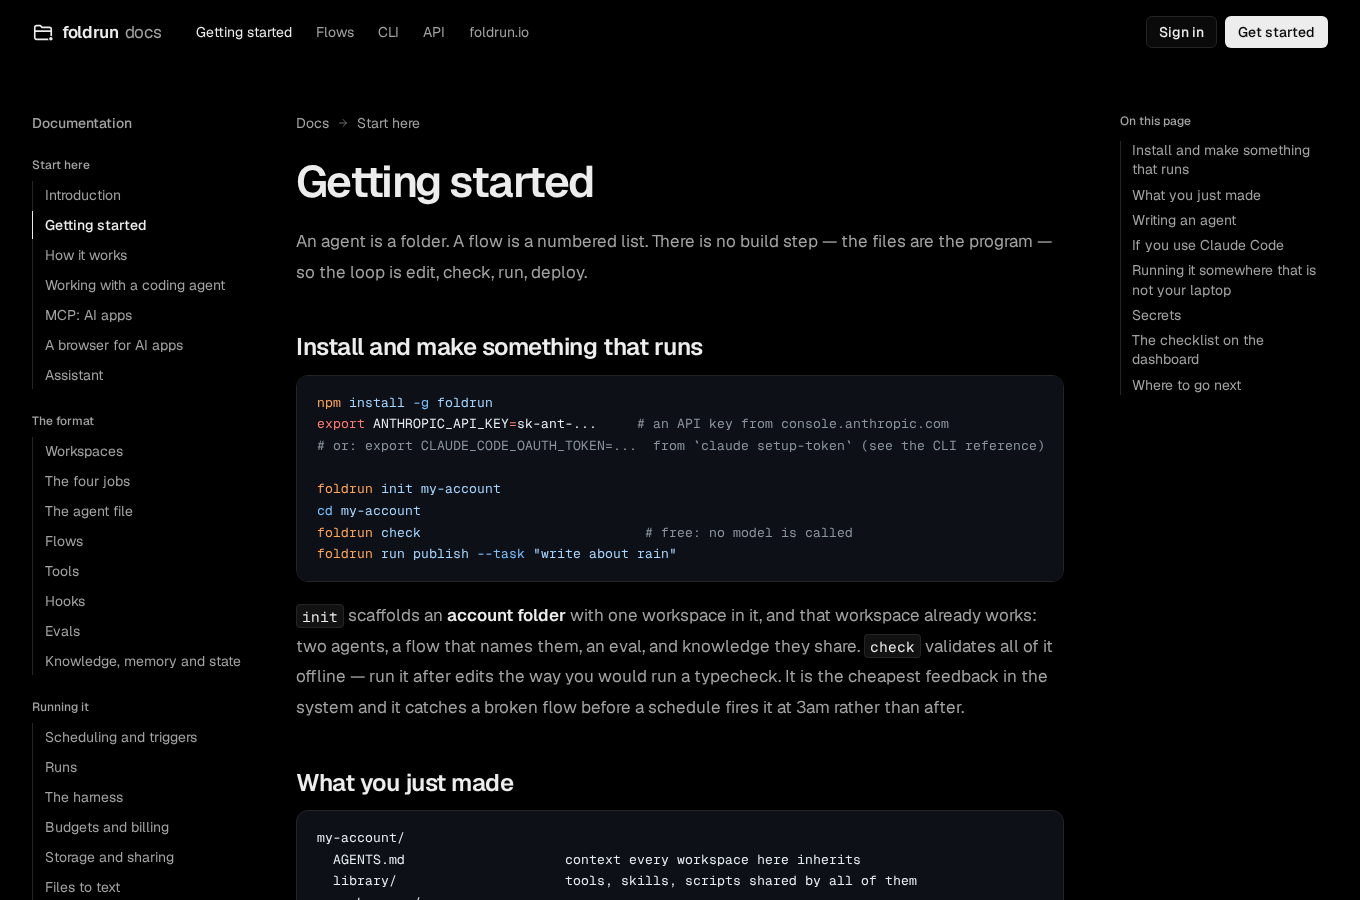 foldrun docs
Getting started
Flows
CLI
API
foldrun.io
Sign in
Get started
Documentation
Start here
Introduction
Getting started
How it works
Working with a coding agent
MCP: AI apps
A browser for AI apps
Assistant
The format
Workspaces
The four jobs
The agent file
Flows
Tools
Hooks
Evals
Knowledge, memory and state
Running it
Scheduling and triggers
Runs
The harness
Budgets and billing
Storage and sharing
Files to text
Docs → Start here
Getting started
An agent is a folder. A flow is a numbered list. There is no build step — the files are the program —
so the loop is edit, check, run, deploy.
Install and make something that runs
npm install -g foldrun
export ANTHROPIC_API_KEY=sk-ant-...     # an API key from console.anthropic.com
# or: export CLAUDE_CODE_OAUTH_TOKEN=...  from `claude setup-token` (see the CLI reference)
foldrun init my-account
cd my-account
foldrun check                            # free: no model is called
foldrun run publish --task "write about rain"
init scaffolds an account folder with one workspace in it, and that workspace already works:
two agents, a flow that names them, an eval, and knowledge they share. check validates all of it
offline — run it after edits the way you would run a typecheck. It is the cheapest feedback in the
system and it catches a broken flow before a schedule fires it at 3am rather than after.
What you just made
my-account/
AGENTS.md                    context every workspace here inherits
library/                     tools, skills, scripts shared by all of them
On this page
Install and make something
that runs
What you just made
Writing an agent
If you use Claude Code
Running it somewhere that is
not your laptop
Secrets
The checklist on the
dashboard
Where to go next